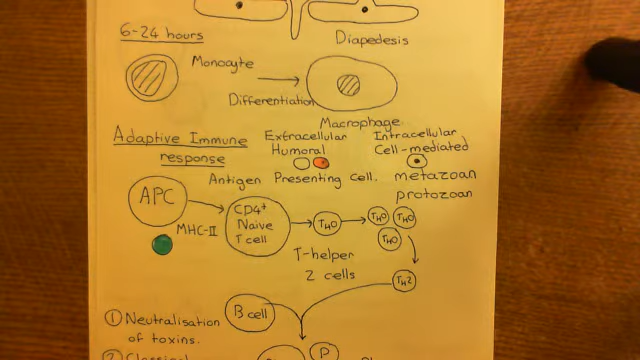 6-24 hours
Diapedesis
Monocyte
Differentiation
Macrophage
Adaptive Immune
response
Extracellular
Humoral
Intracellular
Cell-mediated
Antigen Presenting Cell.
metazoan
protozoan
APC
MHC-II
CD4+
Naive
T cell
TH0
TH0
TH0
TH0
T-helper
2 cells
TH2
B cell
1 Neutralisation
of toxins.
2 Classical
P